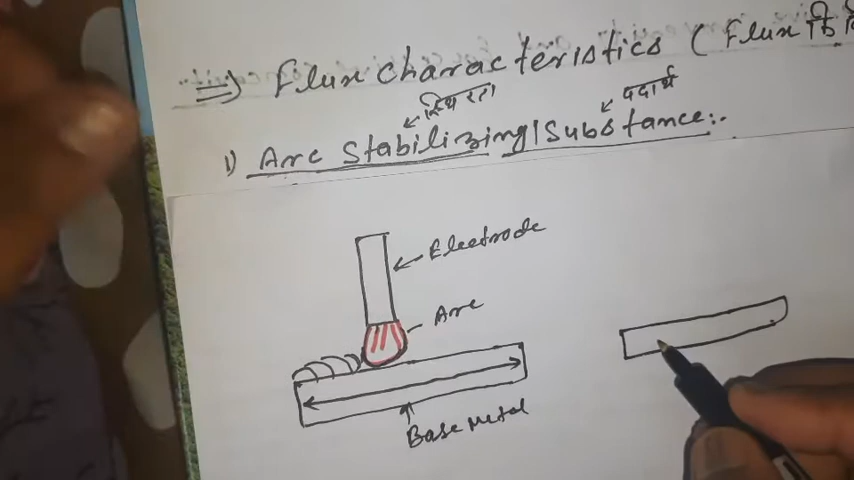 => Flux characteristics ( Flux कि
स्थिरता पदार्थ
1) Arc Stabilizing | Substance:.
Electrode
Arc
Base Metal